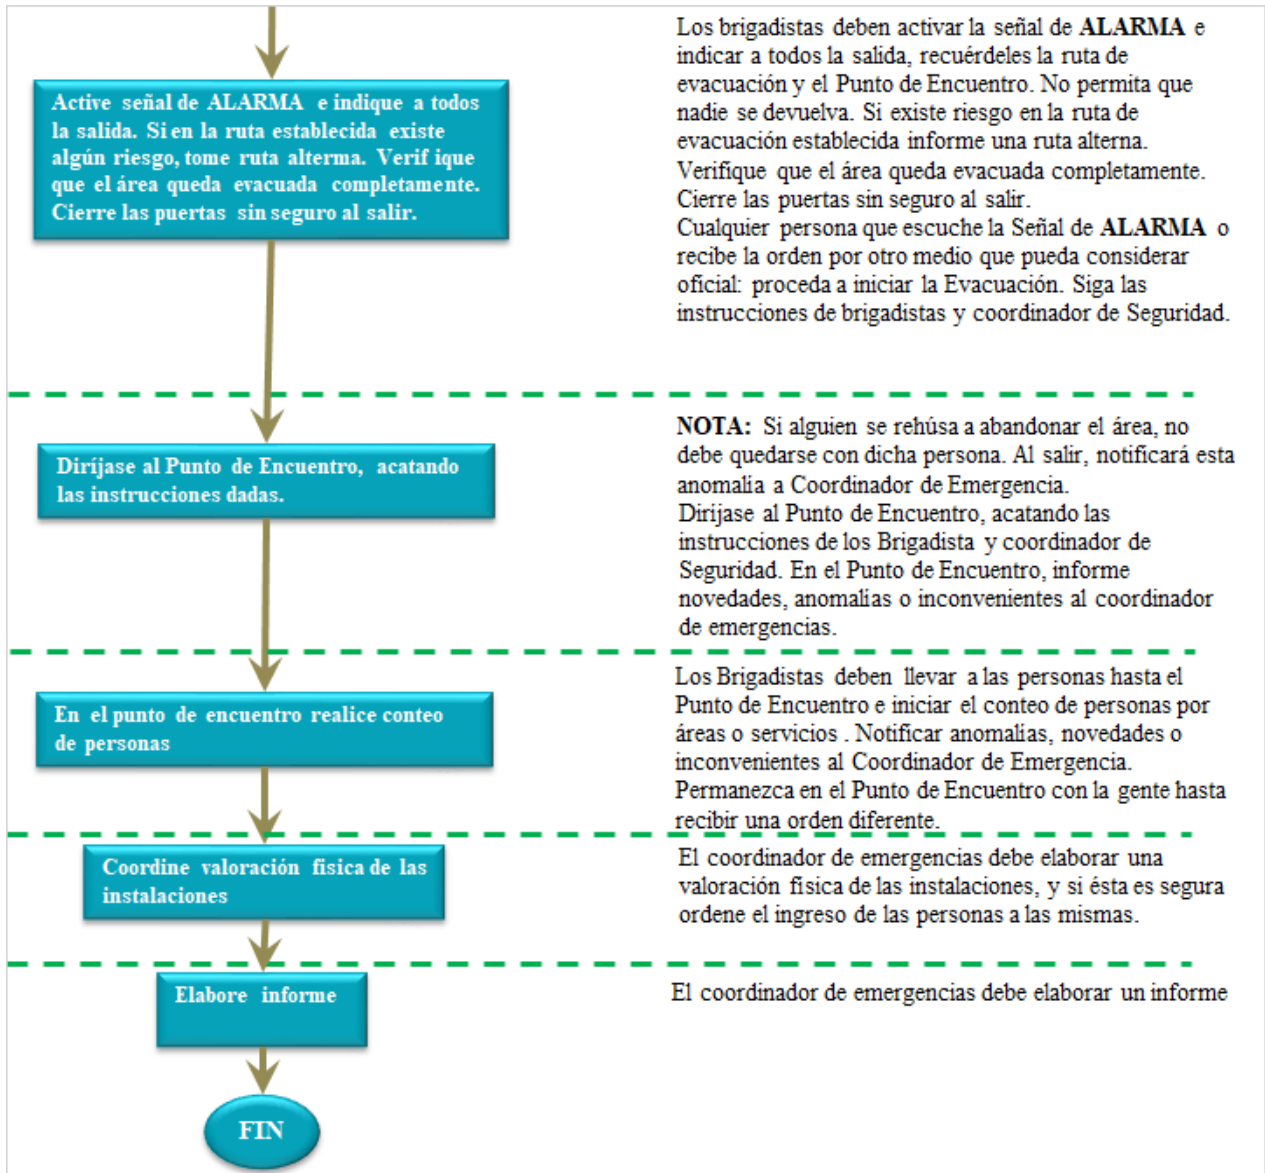 Los brigadistas deben activar la señal de ALARMA e
indicar a todos la salida, recuérdeles la ruta de
evacuación y el Punto de Encuentro. No permita que
nadie se devuelva. Si existe riesgo en la ruta de
evacuación establecida informe una ruta alterna.
Verifique que el área queda evacuada completamente.
Cierre las puertas sin seguro al salir.
Cualquier persona que escuche la Señal de ALARMA o
recibe la orden por otro medio que pueda considerar
oficial: proceda a iniciar la Evacuación. Siga las
instrucciones de brigadistas y coordinador de Seguridad.
Active señal de ALARMA e indique a todos
la salida. Si en la ruta establecida existe
algún riesgo, tome ruta alterma. Verif ique
que el área queda evacuada completamente.
Cierre las puertas sin seguro al salir.
NOTA: Si alguien se rehúsa a abandonar el área, no
debe quedarse con dicha persona. Al salir, notificará esta
anomalía a Coordinador de Emergencia.
Dirijase al Punto de Encuentro, acatando las
instrucciones de los Brigadista y coordinador de
Seguridad. En el Punto de Encuentro, informe
novedades, anomalías o inconvenientes al coordinador
de emergencias.
Diríjase al Punto de Encuentro, acatando
las instrucciones dadas.
Los Brigadistas deben llevar a las personas hasta el
Punto de Encuentro e iniciar el conteo de personas por
áreas o servicios . Notificar anomalías, novedades o
inconvenientes al Coordinador de Emergencia.
Permanezca en el Punto de Encuentro con la gente hasta
recibir una orden diferente.
En el punto de encuentro realice conteo
de personas
El coordinador de emergencias debe elaborar una
valoración física de las instalaciones, y si ésta es segura
ordene el ingreso de las personas a las mismas.
Coordine valoración física de las
instalaciones
Elabore informe
El coordinador de emergencias debe elaborar un informe
FIN